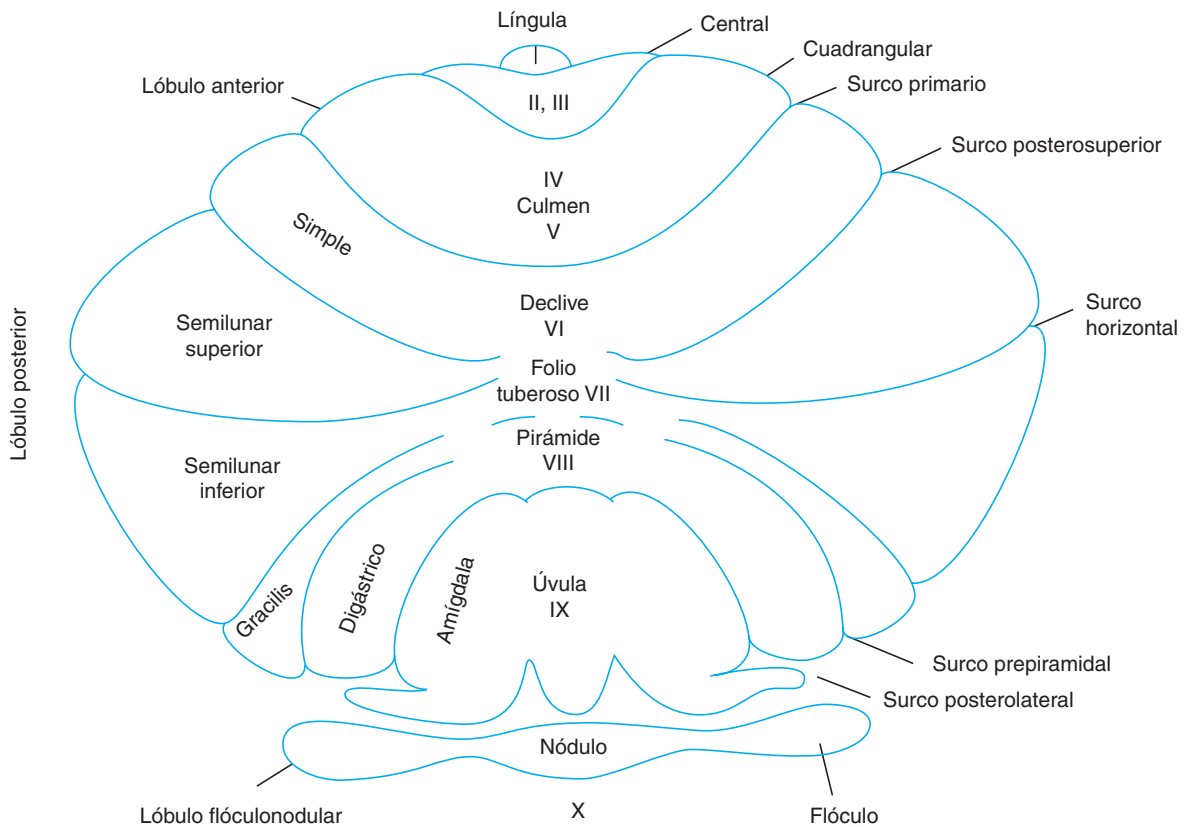 Língula
Central
Cuadrangular
Lóbulo anterior
Surco primario
II, III
Surco posterosuperior
IV
Culmen
V
Simple
Declive
VI
Semilunar
superior
Surco
horizontal
Lóbulo posterior
Folio
tuberoso VII
Pirámide
VIII
Semilunar
inferior
Gracilis
Digástrico
Amígdala
Úvula
IX
Surco prepiramidal
Surco posterolateral
Nódulo
Lóbulo flóculonodular
X
Flóculo